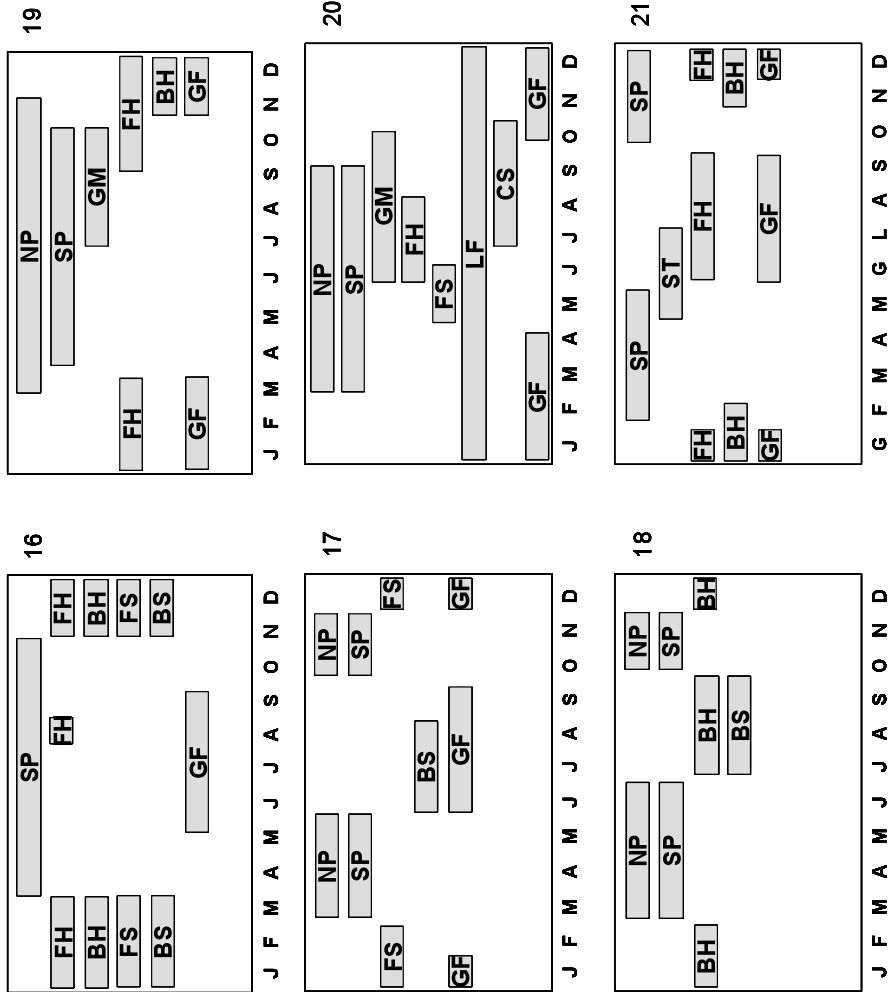 SP 16
FH FH FH
BH BH
FS FS
BS BS
GF
J F M A M J J A S O N D
NP 19
SP
GM
FH FH
BH
GF GF
J F M A M J J A S O N D
NP NP 17
SP SP
FS FS
BS
GF GF GF
J F M A M J J A S O N D
NP 20
SP
GM
FH
FS
LF
CS
GF GF
J F M A M J J A S O N D
NP NP 18
SP SP
BH BH BH
BS
J F M A M J J A S O N D
SP SP 21
ST
FH FH FH
BH BH
GF GF GF
G F M A M G L A S O N D